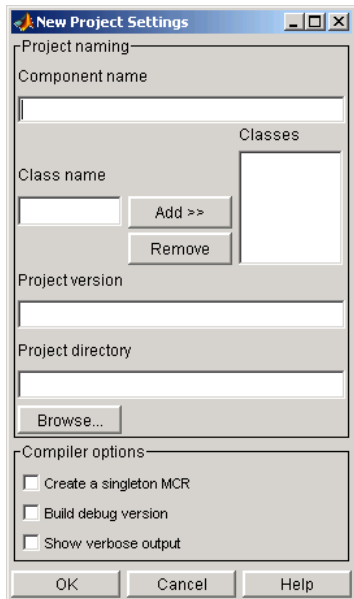 New Project Settings
Project naming
Component name
Classes
Class name
Add >>
Remove
Project version
Project directory
Browse...
Compiler options
Create a singleton MCR
Build debug version
Show verbose output
OK Cancel Help